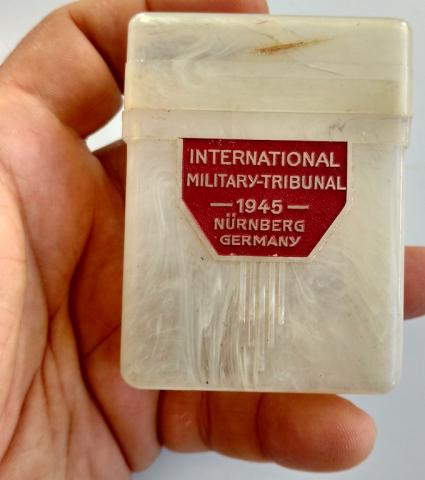 INTERNATIONAL
MILITARY-TRIBUNAL
— 1945 —
NÜRNBERG
GERMANY